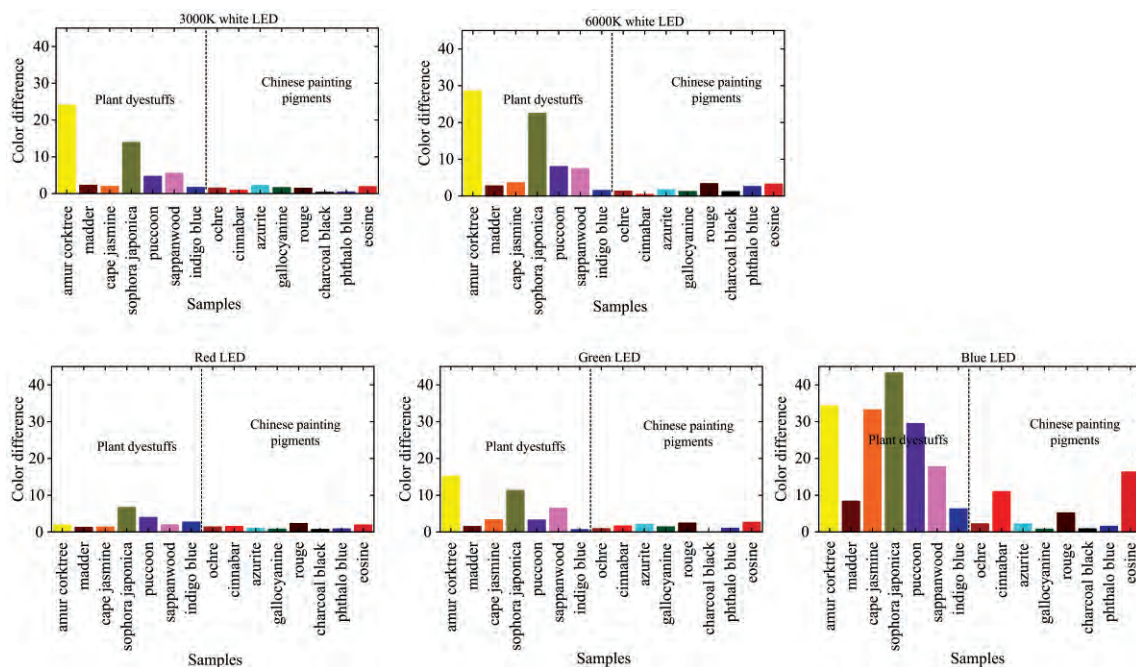 3000K white LED
Color difference
40
30
20
10
0
Plant dyestuffs
Chinese painting
pigments
amur corktree
madder
cape jasmine
sophora japonica
puccoon
sappanwood
indigo blue
ochre
cinnabar
azurite
gallocyanine
rouge
charcoal black
phthalo blue
eosine
Samples
6000K white LED
Color difference
40
30
20
10
0
Plant dyestuffs
Chinese painting
pigments
amur corktree
madder
cape jasmine
sophora japonica
puccoon
sappanwood
indigo blue
ochre
cinnabar
azurite
gallocyanine
rouge
charcoal black
phthalo blue
eosine
Samples
Red LED
Color difference
40
30
20
10
0
Plant dyestuffs
Chinese painting
pigments
amur corktree
madder
cape jasmine
sophora japonica
puccoon
sappanwood
indigo blue
ochre
cinnabar
azurite
gallocyanine
rouge
charcoal black
phthalo blue
eosine
Samples
Green LED
Color difference
40
30
20
10
0
Plant dyestuffs
Chinese painting
pigments
amur corktree
madder
cape jasmine
sophora japonica
puccoon
sappanwood
indigo blue
ochre
cinnabar
azurite
gallocyanine
rouge
charcoal black
phthalo blue
eosine
Samples
Blue LED
Color difference
40
30
20
10
0
Plant dyestuffs
Chinese painting
pigments
amur corktree
madder
cape jasmine
sophora japonica
puccoon
sappanwood
indigo blue
ochre
cinnabar
azurite
gallocyanine
rouge
charcoal black
phthalo blue
eosine
Samples